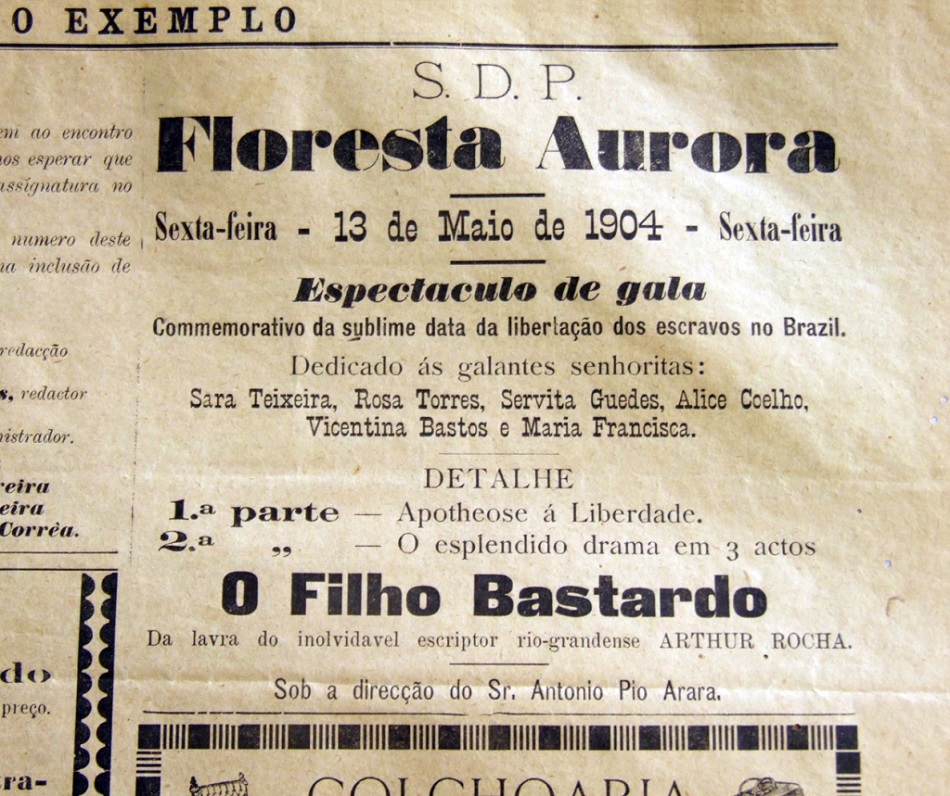 O EXEMPLO
em ao encontro
nos esperar que
assignatura no
numero deste
na inclusão de
redacção
s, redactor
nistrador.
reira
eira
Corrêa.
do
preço.
ra-
S. D. P.
Floresta Aurora
Sexta-feira - 13 de Maio de 1904 - Sexta-feira
Espectaculo de gala
Commemorativo da sublime data da libertação dos escravos no Brazil.
Dedicado ás galantes senhoritas:
Sara Teixeira, Rosa Torres, Servita Guedes, Alice Coelho,
Vicentina Bastos e Maria Francisca.
DETALHE
1.ª parte — Apotheose á Liberdade.
2.ª „ — O esplendido drama em 3 actos
O Filho Bastardo
Da lavra do inolvidavel escriptor rio-grandense ARTHUR ROCHA.
Sob a direcção do Sr. Antonio Pio Arara.
COLCHOARIA